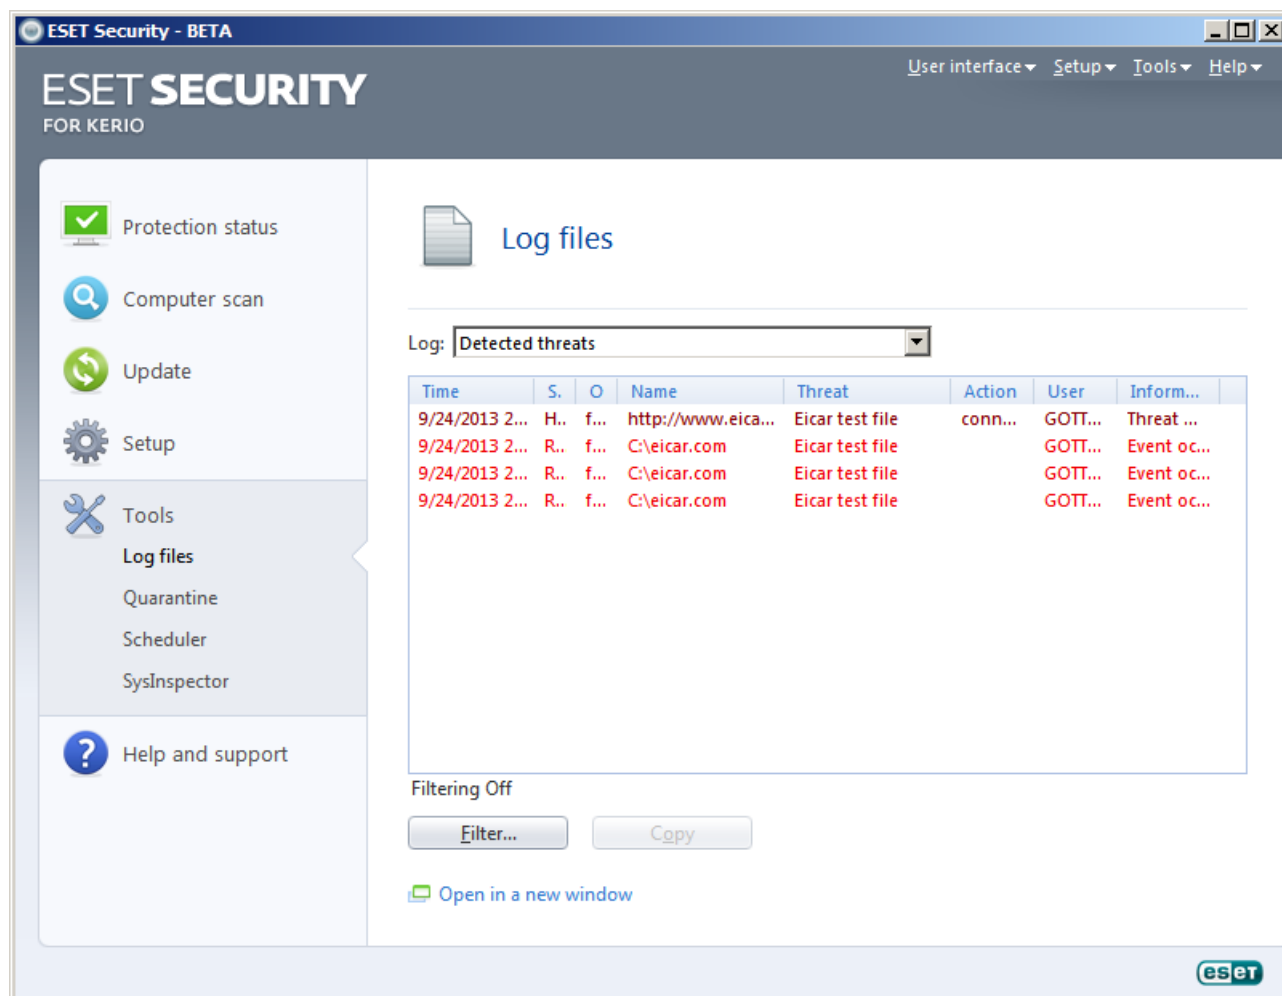 ESET Security - BETA
User interface Setup Tools Help
ESET SECURITY
FOR KERIO
Protection status
Computer scan
Update
Setup
Tools
Log files
Quarantine
Scheduler
SysInspector
Help and support
Log files
Log: Detected threats
Time S. O Name Threat Action User Inform...
9/24/2013 2... H.. f... http://www.eica... Eicar test file conn... GOTT... Threat ...
9/24/2013 2... R.. f... C:\eicar.com Eicar test file GOTT... Event oc...
9/24/2013 2... R.. f... C:\eicar.com Eicar test file GOTT... Event oc...
9/24/2013 2... R.. f... C:\eicar.com Eicar test file GOTT... Event oc...
Filtering Off
Filter... Copy
Open in a new window
eseT